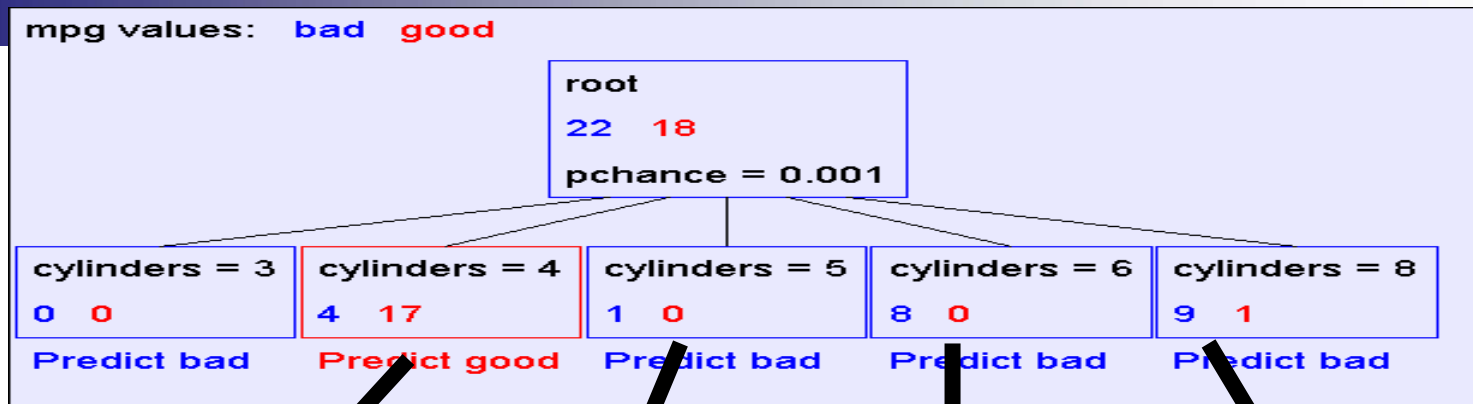 mpg values: bad good
root
22 18
pchance = 0.001
cylinders = 3 cylinders = 4 cylinders = 5 cylinders = 6 cylinders = 8
0 0 4 17 1 0 8 0 9 1
Predict bad Predict good Predict bad Predict bad Predict bad